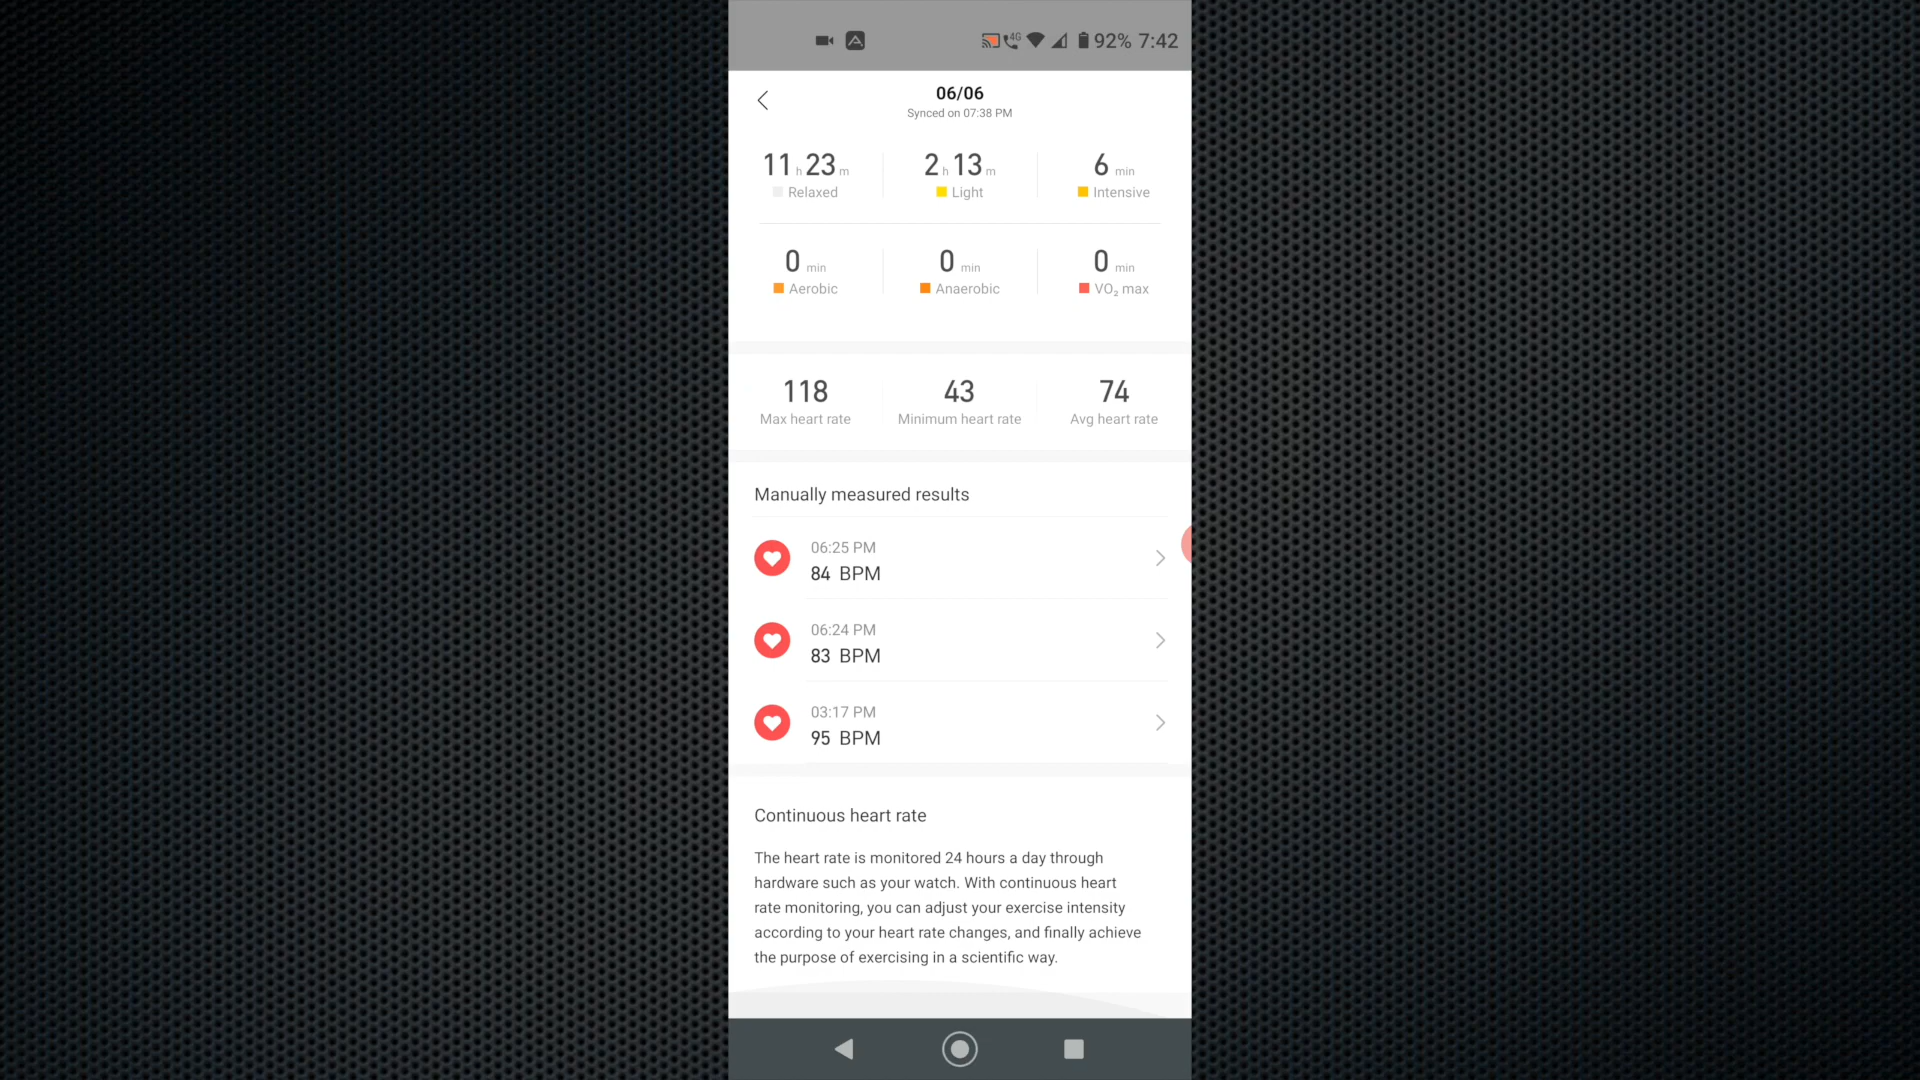 4G 92% 7:42
06/06
Synced on 07:38 PM
11 h 23 m 2 h 13 m 6 min
Relaxed Light Intensive
0 min 0 min 0 min
Aerobic Anaerobic VO₂ max
118 43 74
Max heart rate Minimum heart rate Avg heart rate
Manually measured results
06:25 PM
84 BPM
06:24 PM
83 BPM
03:17 PM
95 BPM
Continuous heart rate
The heart rate is monitored 24 hours a day through
hardware such as your watch. With continuous heart
rate monitoring, you can adjust your exercise intensity
according to your heart rate changes, and finally achieve
the purpose of exercising in a scientific way.